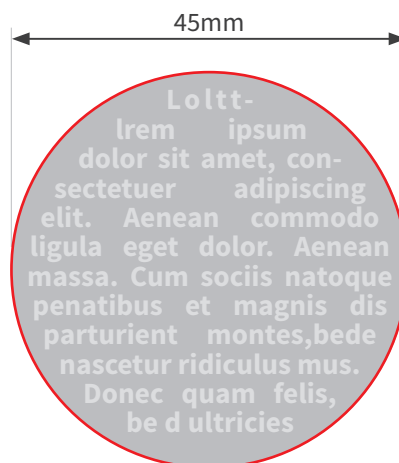 45mm
Loltt-
lrem ipsum
dolor sit amet, con-
sectetuer adipiscing
elit. Aenean commodo
ligula eget dolor. Aenean
massa. Cum sociis natoque
penatibus et magnis dis
parturient montes,bede
nascetur ridiculus mus.
Donec quam felis,
be d ultricies